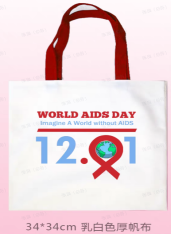 WORLD AIDS DAY
Imagine A World without AIDS
12.01
34*34cm 乳白色厚帆布